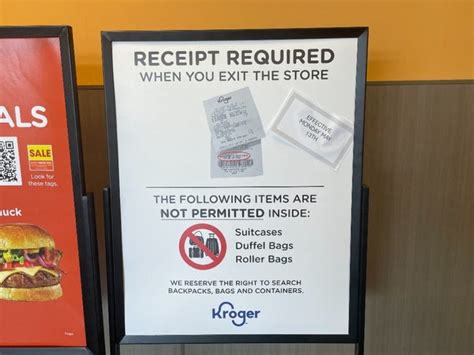 RECEIPT REQUIRED
WHEN YOU EXIT THE STORE
Kroger
EFFECTIVE
MONDAY MAY
13TH
THE FOLLOWING ITEMS ARE
NOT PERMITTED INSIDE:
Suitcases
Duffel Bags
Roller Bags
WE RESERVE THE RIGHT TO SEARCH
BACKPACKS, BAGS AND CONTAINERS.
Kroger
ALS
SALE
Look for
these tags.
uck